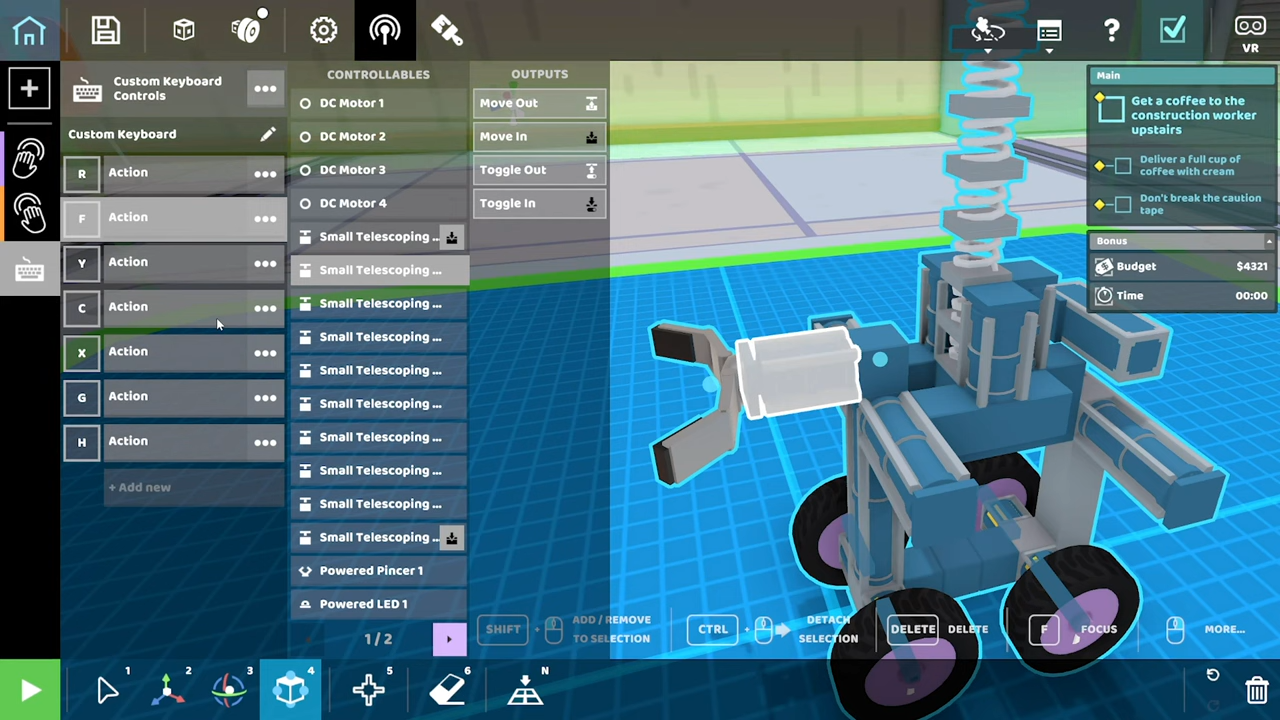 VR
Custom Keyboard
Controls
Custom Keyboard
R Action
F Action
Y Action
C Action
X Action
G Action
H Action
+ Add new
CONTROLLABLES
DC Motor 1
DC Motor 2
DC Motor 3
DC Motor 4
Small Telescoping ...
Small Telescoping ...
Small Telescoping ...
Small Telescoping ...
Small Telescoping ...
Small Telescoping ...
Small Telescoping ...
Small Telescoping ...
Small Telescoping ...
Small Telescoping ...
Powered Pincer 1
Powered LED 1
1/2
OUTPUTS
Move Out
Move In
Toggle Out
Toggle In
Main
Get a coffee to the
construction worker
upstairs
Deliver a full cup of
coffee with cream
Don't break the caution
tape
Bonus
Budget $4321
Time 00:00
SHIFT + ADD / REMOVE
TO SELECTION
CTRL + DETACH
SELECTION
DELETE DELETE
F FOCUS
MORE...
1 2 3 4 5 6 N